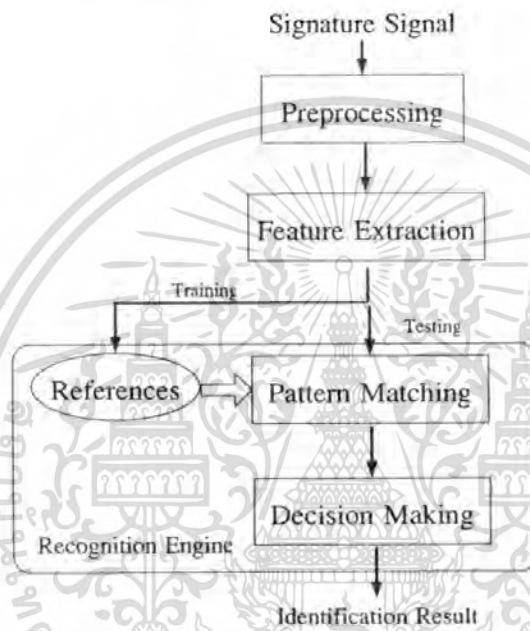 Signature Signal
Preprocessing
Feature Extraction
Training
Testing
References
Pattern Matching
Decision Making
Recognition Engine
Identification Result